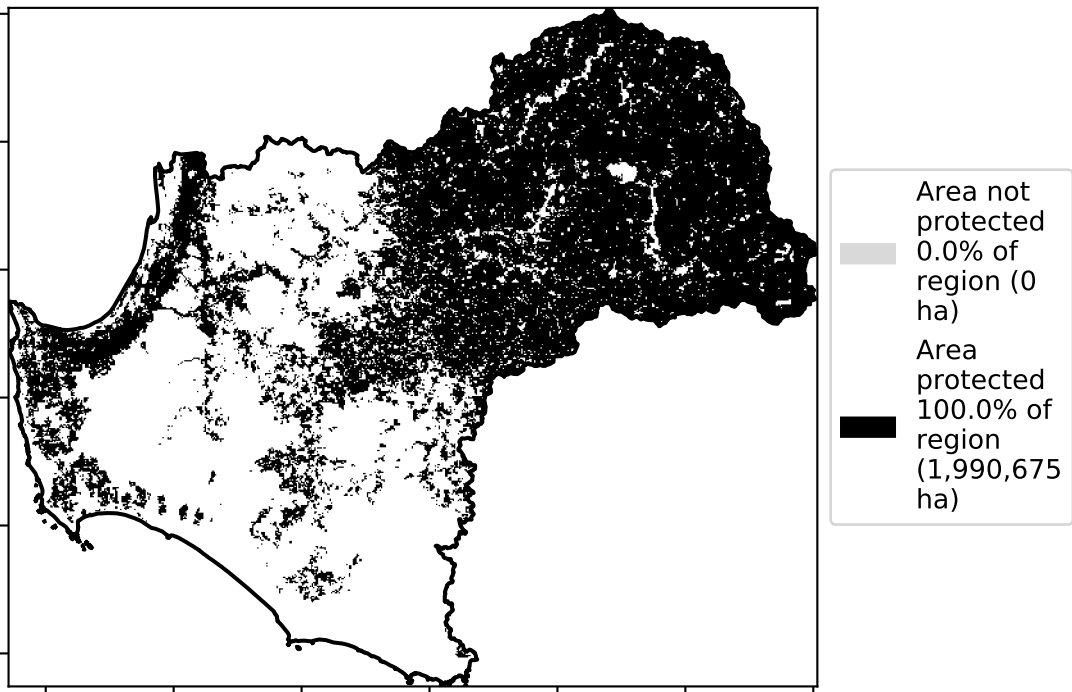 Area not
protected
0.0% of
region (0
ha)
Area
protected
100.0% of
region
(1,990,675
ha)